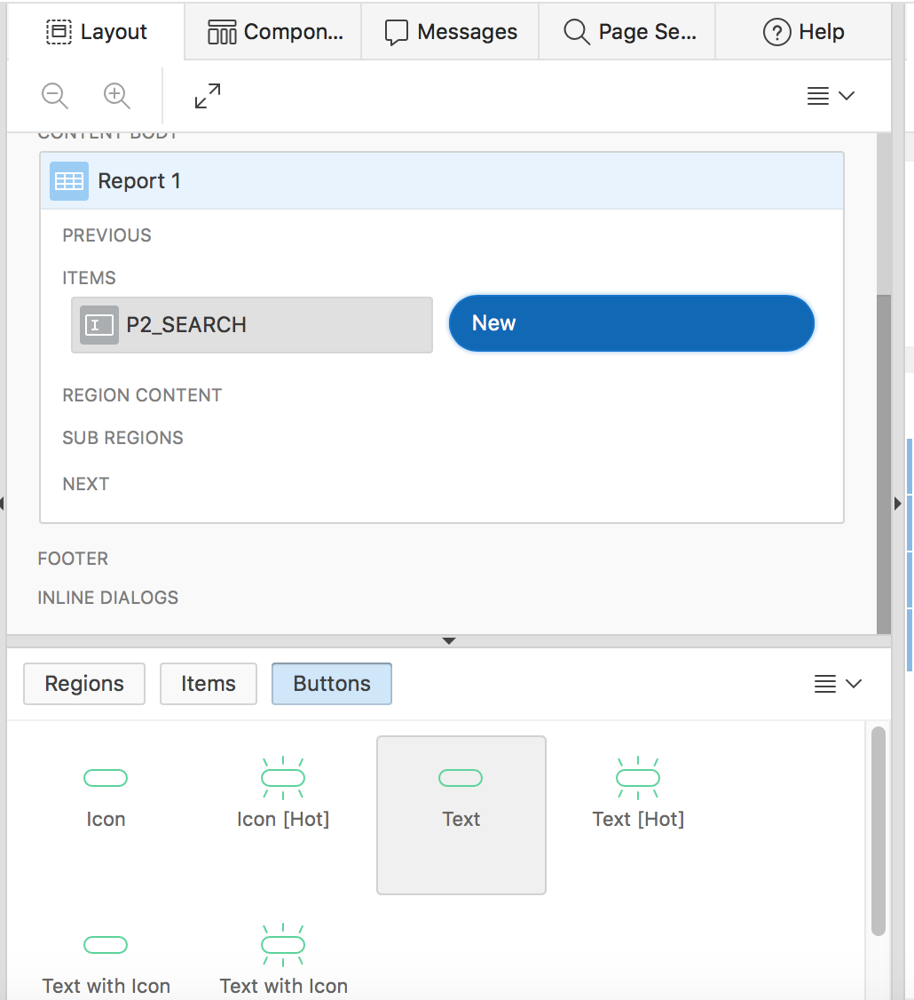 Layout
Compon...
Messages
Page Se...
Help
CONTENT BODY
Report 1
PREVIOUS
ITEMS
P2_SEARCH
New
REGION CONTENT
SUB REGIONS
NEXT
FOOTER
INLINE DIALOGS
Regions
Items
Buttons
Icon
Icon [Hot]
Text
Text [Hot]
Text with Icon
Text with Icon